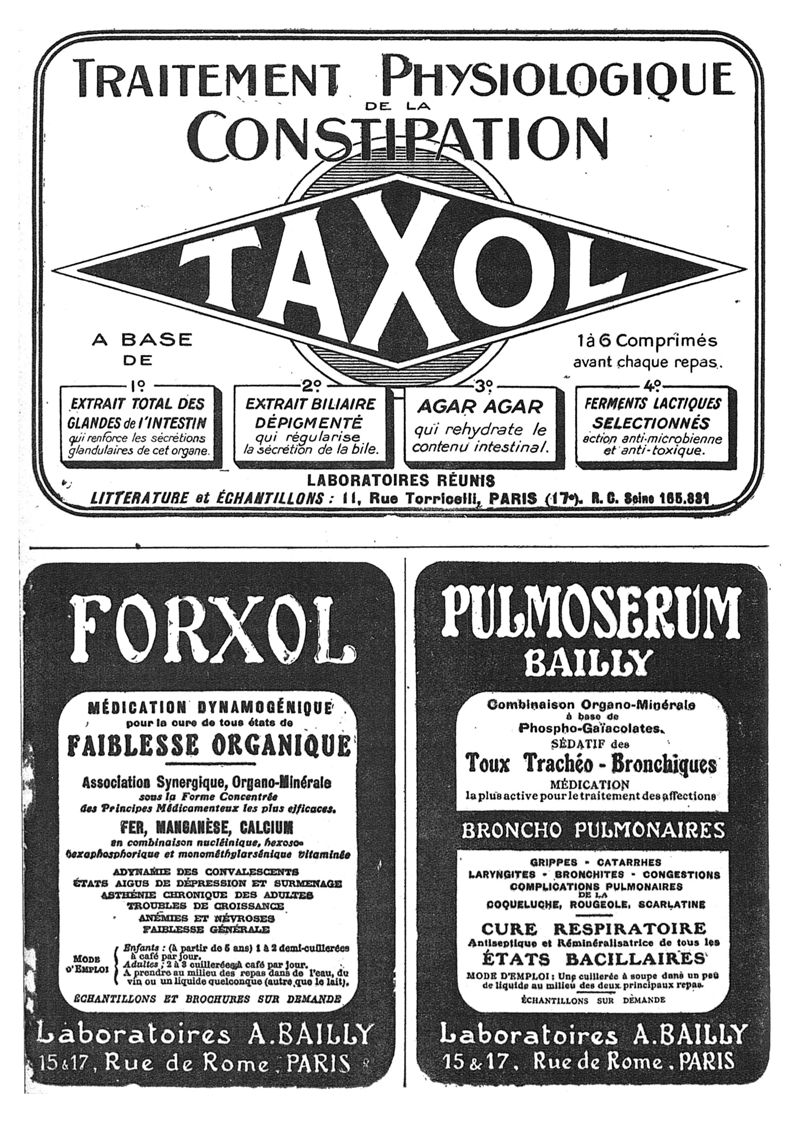 TRAITEMENT PHYSIOLOGIQUE
DE LA
CONSTIPATION
TAXOL
A BASE
DE
1à6 Comprimés
avant chaque repas.
1º
EXTRAIT TOTAL DES
GLANDES de l'INTESTIN
qui renforce les sécrétions
glandulaires de cet organe.
2º
EXTRAIT BILIAIRE
DÉPIGMENTÉ
qui régularise
la sécrétion de la bile.
3º
AGAR AGAR
qui rehydrate le
contenu intestinal.
4º
FERMENTS LACTIQUES
SELECTIONNÉS
action anti-microbienne
et anti-toxique.
LABORATOIRES RÉUNIS
LITTERATURE et ÉCHANTILLONS : 11, Rue Torricelli, PARIS (17e). R. C. Seine 165.831
FORXOL
MÉDICATION DYNAMOGÉNIQUE
pour la cure de tous états de
FAIBLESSE ORGANIQUE
Association Synergique, Organo-Minérale
sous la Forme Concentrée
des Principes Médicamenteux les plus efficaces.
FER, MANGANÈSE, CALCIUM
en combinaison nucléinique, hexoso-
hexaphosphorique et monométhylarsénique vitaminée
ADYNAMIE DES CONVALESCENTS
ÉTATS AIGUS DE DÉPRESSION ET SURMENAGE
ASTHÉNIE CHRONIQUE DES ADULTES
TROUBLES DE CROISSANCE
ANÉMIES ET NÉVROSES
FAIBLESSE GÉNÉRALE
MODE
D'EMPLOI
Enfants : (à partir de 5 ans) 1 à 2 demi-cuillerées
à café par jour.
Adultes : 2 à 3 cuillerées à café par jour.
A prendre au milieu des repas dans de l'eau, du
vin ou un liquide quelconque (autre que le lait).
ÉCHANTILLONS ET BROCHURES SUR DEMANDE
Laboratoires A. BAILLY
15 & 17, Rue de Rome, PARIS 8
PULMOSERUM
BAILLY
Combinaison Organo-Minérale
à base de
Phospho-Gaïacolates.
SÉDATIF des
Toux Trachéo - Bronchiques
MÉDICATION
la plus active pour le traitement des affections
BRONCHO PULMONAIRES
GRIPPES - CATARRHES
LARYNGITES - BRONCHITES - CONGESTIONS
COMPLICATIONS PULMONAIRES
DE LA
COQUELUCHE, ROUGEOLE, SCARLATINE
CURE RESPIRATOIRE
Antiseptique et Réminéralisatrice de tous les
ÉTATS BACILLAIRES
MODE D'EMPLOI : Une cuillerée à soupe dans un peu
de liquide au milieu des deux principaux repas.
ÉCHANTILLONS SUR DEMANDE
Laboratoires A. BAILLY
15 & 17, Rue de Rome, PARIS